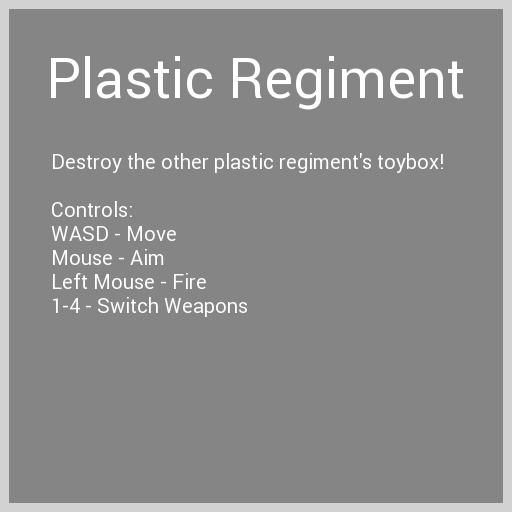 Plastic Regiment
Destroy the other plastic regiment's toybox!
Controls:
WASD - Move
Mouse - Aim
Left Mouse - Fire
1-4 - Switch Weapons